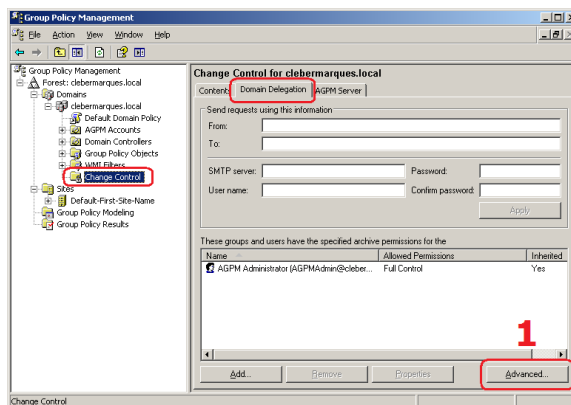 Group Policy Management
File Action View Window Help
Group Policy Management
Forest: clebermarques.local
Domains
clebermarques.local
Default Domain Policy
AGPM Accounts
Domain Controllers
Group Policy Objects
WMI Filters
Change Control
Sites
Default-First-Site-Name
Group Policy Modeling
Group Policy Results
Change Control for clebermarques.local
Contents Domain Delegation AGPM Server
Send requests using this information
From:
To:
SMTP server: Password:
User name: Confirm password:
Apply
These groups and users have the specified archive permissions for the
Name Allowed Permissions Inherited
AGPM Administrator (AGPMAdmin@cleber... Full Control Yes
1
Add... Remove Properties Advanced...
Change Control